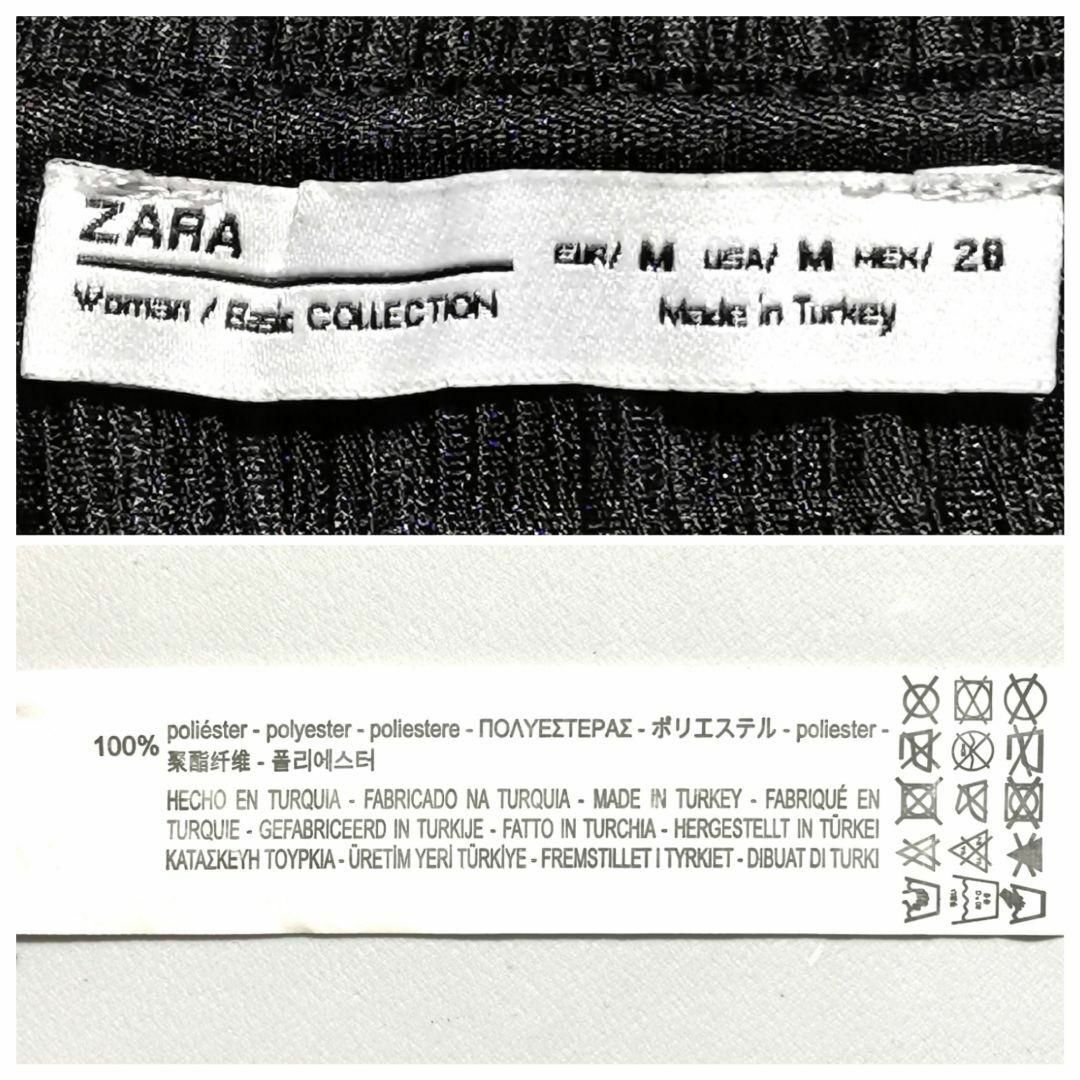 ZARA
Woman / Basic COLLECTION
EUR/ M USA/ M MEX/ 28
Made in Turkey
100% poliéster - polyester - poliestere - ΠΟΛΥΕΣΤΕΡΑΣ - ポリエステル - poliester -
聚酯纤维 - 폴리에스터
HECHO EN TURQUIA - FABRICADO NA TURQUIA - MADE IN TURKEY - FABRIQUÉ EN
TURQUIE - GEFABRICEERD IN TURKIJE - FATTO IN TURCHIA - HERGESTELLT IN TÜRKEI
ΚΑΤΑΣΚΕΥΗ ΤΟΥΡΚΙΑ - ÜRETİM YERİ TÜRKİYE - FREMSTILLET I TYRKIET - DIBUAT DI TURKI